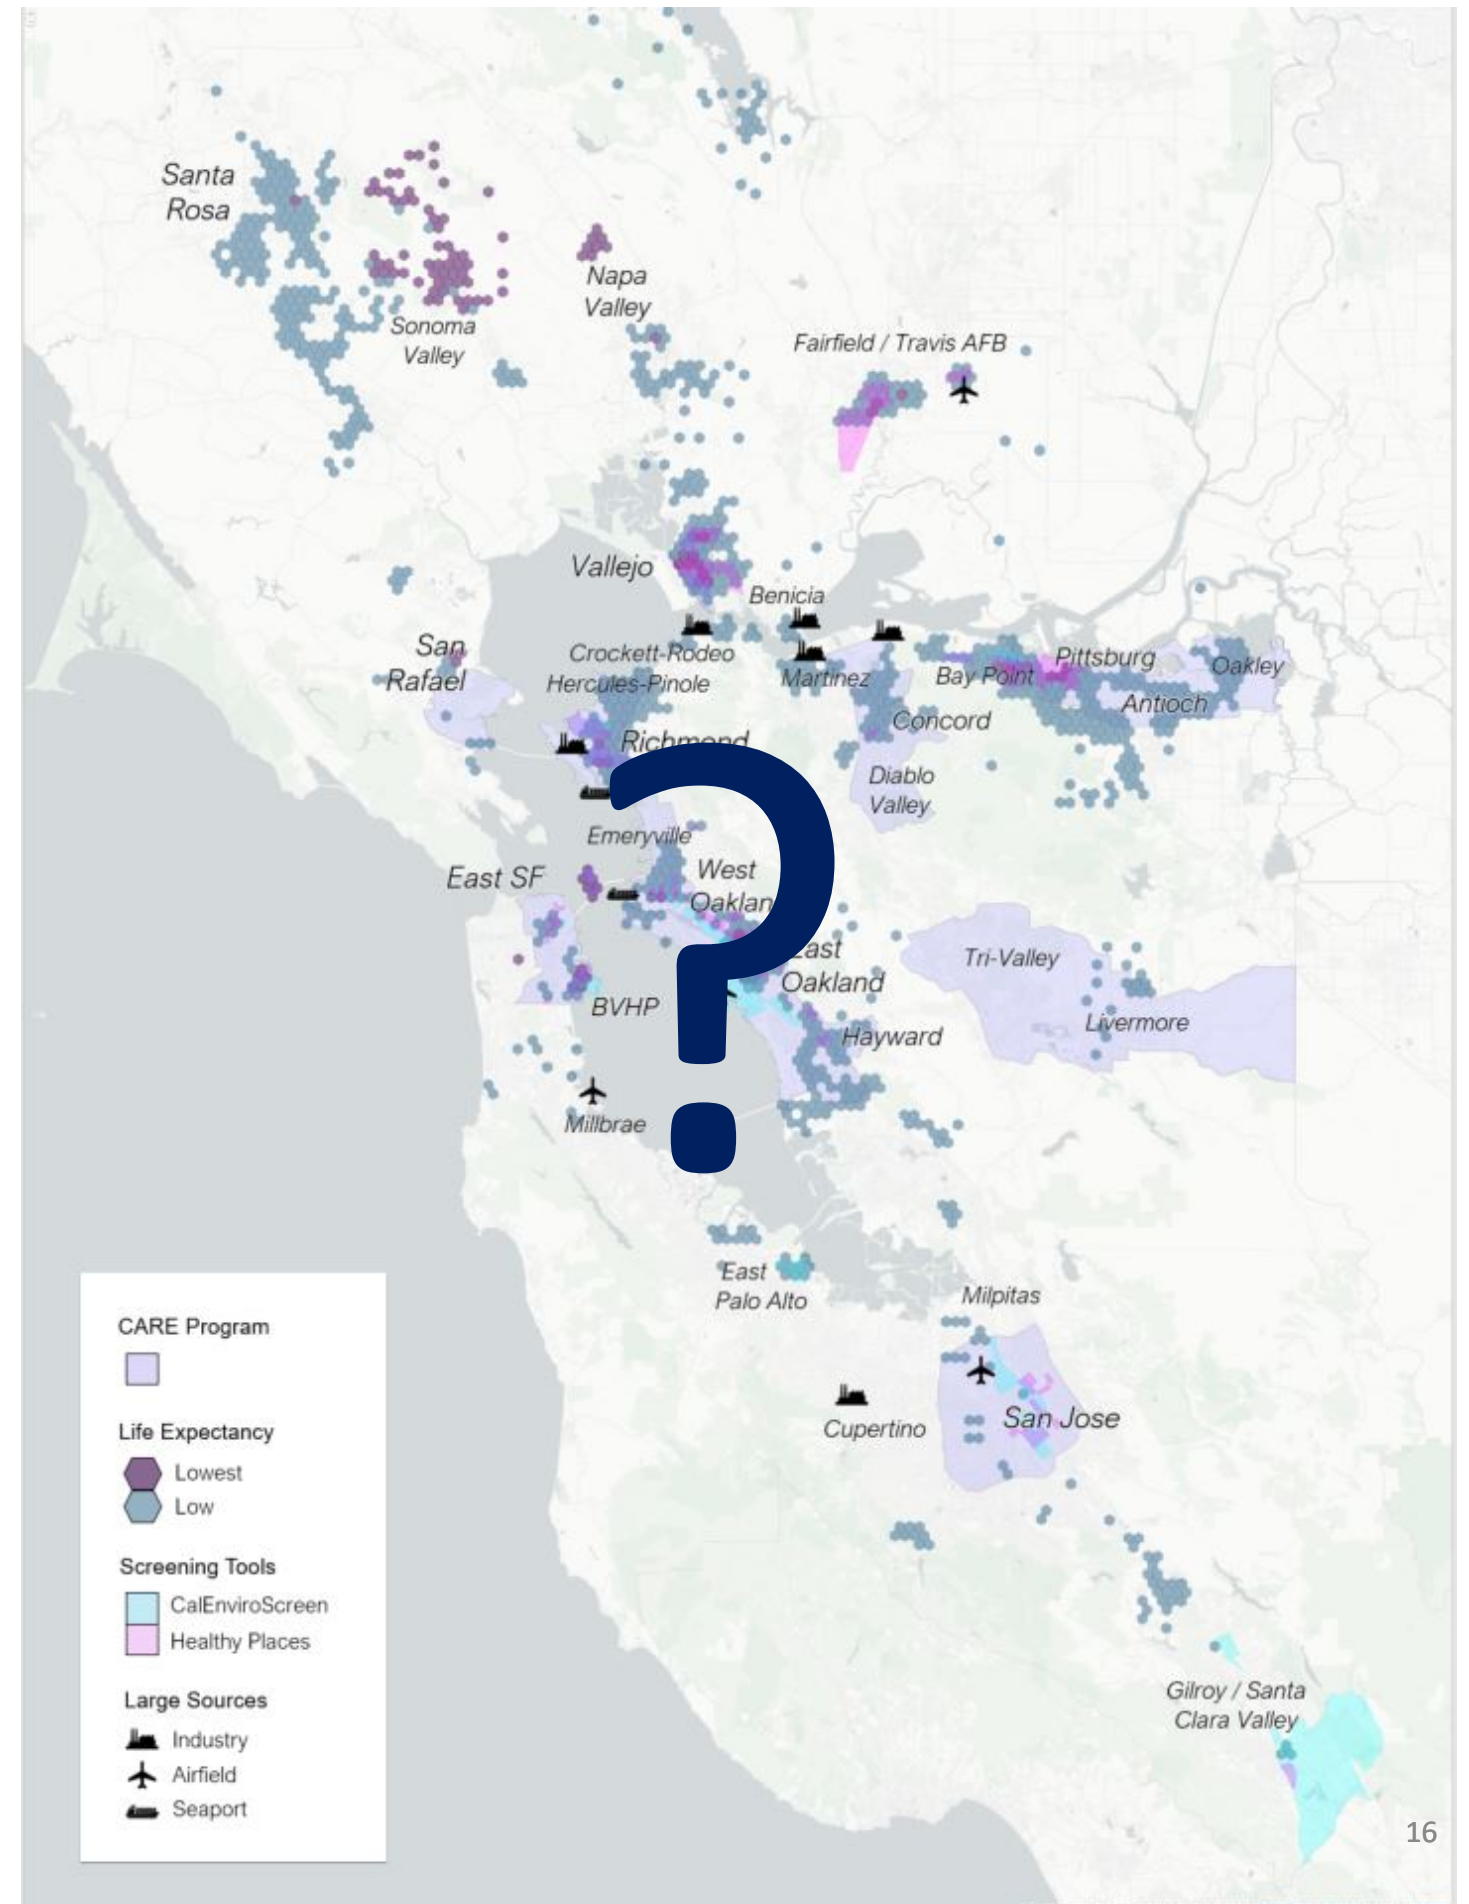 Santa
Rosa
Napa
Valley
Sonoma
Valley
Fairfield / Travis AFB
Vallejo
Benicia
San
Rafael
Crockett-Rodeo
Hercules-Pinole
Martinez
Bay Point
Pittsburg
Oakley
Antioch
Concord
Richmond
Diablo
Valley
Emeryville
East SF
West
Oaklan
?
East
Oakland
Tri-Valley
BVHP
Hayward
Livermore
Millbrae
East
Palo Alto
Milpitas
Cupertino
San Jose
Gilroy / Santa
Clara Valley
CARE Program
Life Expectancy
Lowest
Low
Screening Tools
CalEnviroScreen
Healthy Places
Large Sources
Industry
Airfield
Seaport
16